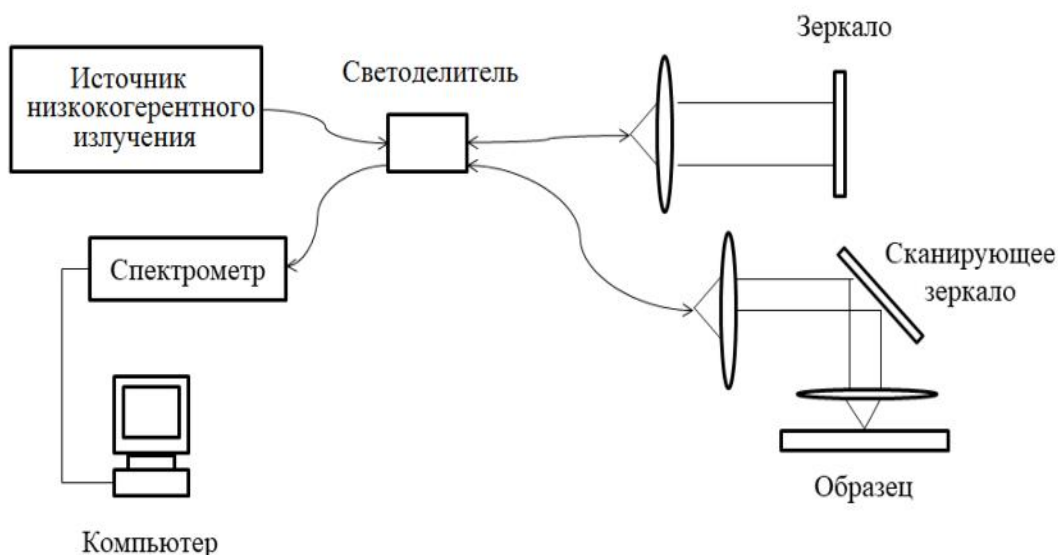 Источник
низкокогерентного
излучения
Светоделитель
Зеркало
Спектрометр
Сканирующее
зеркало
Образец
Компьютер